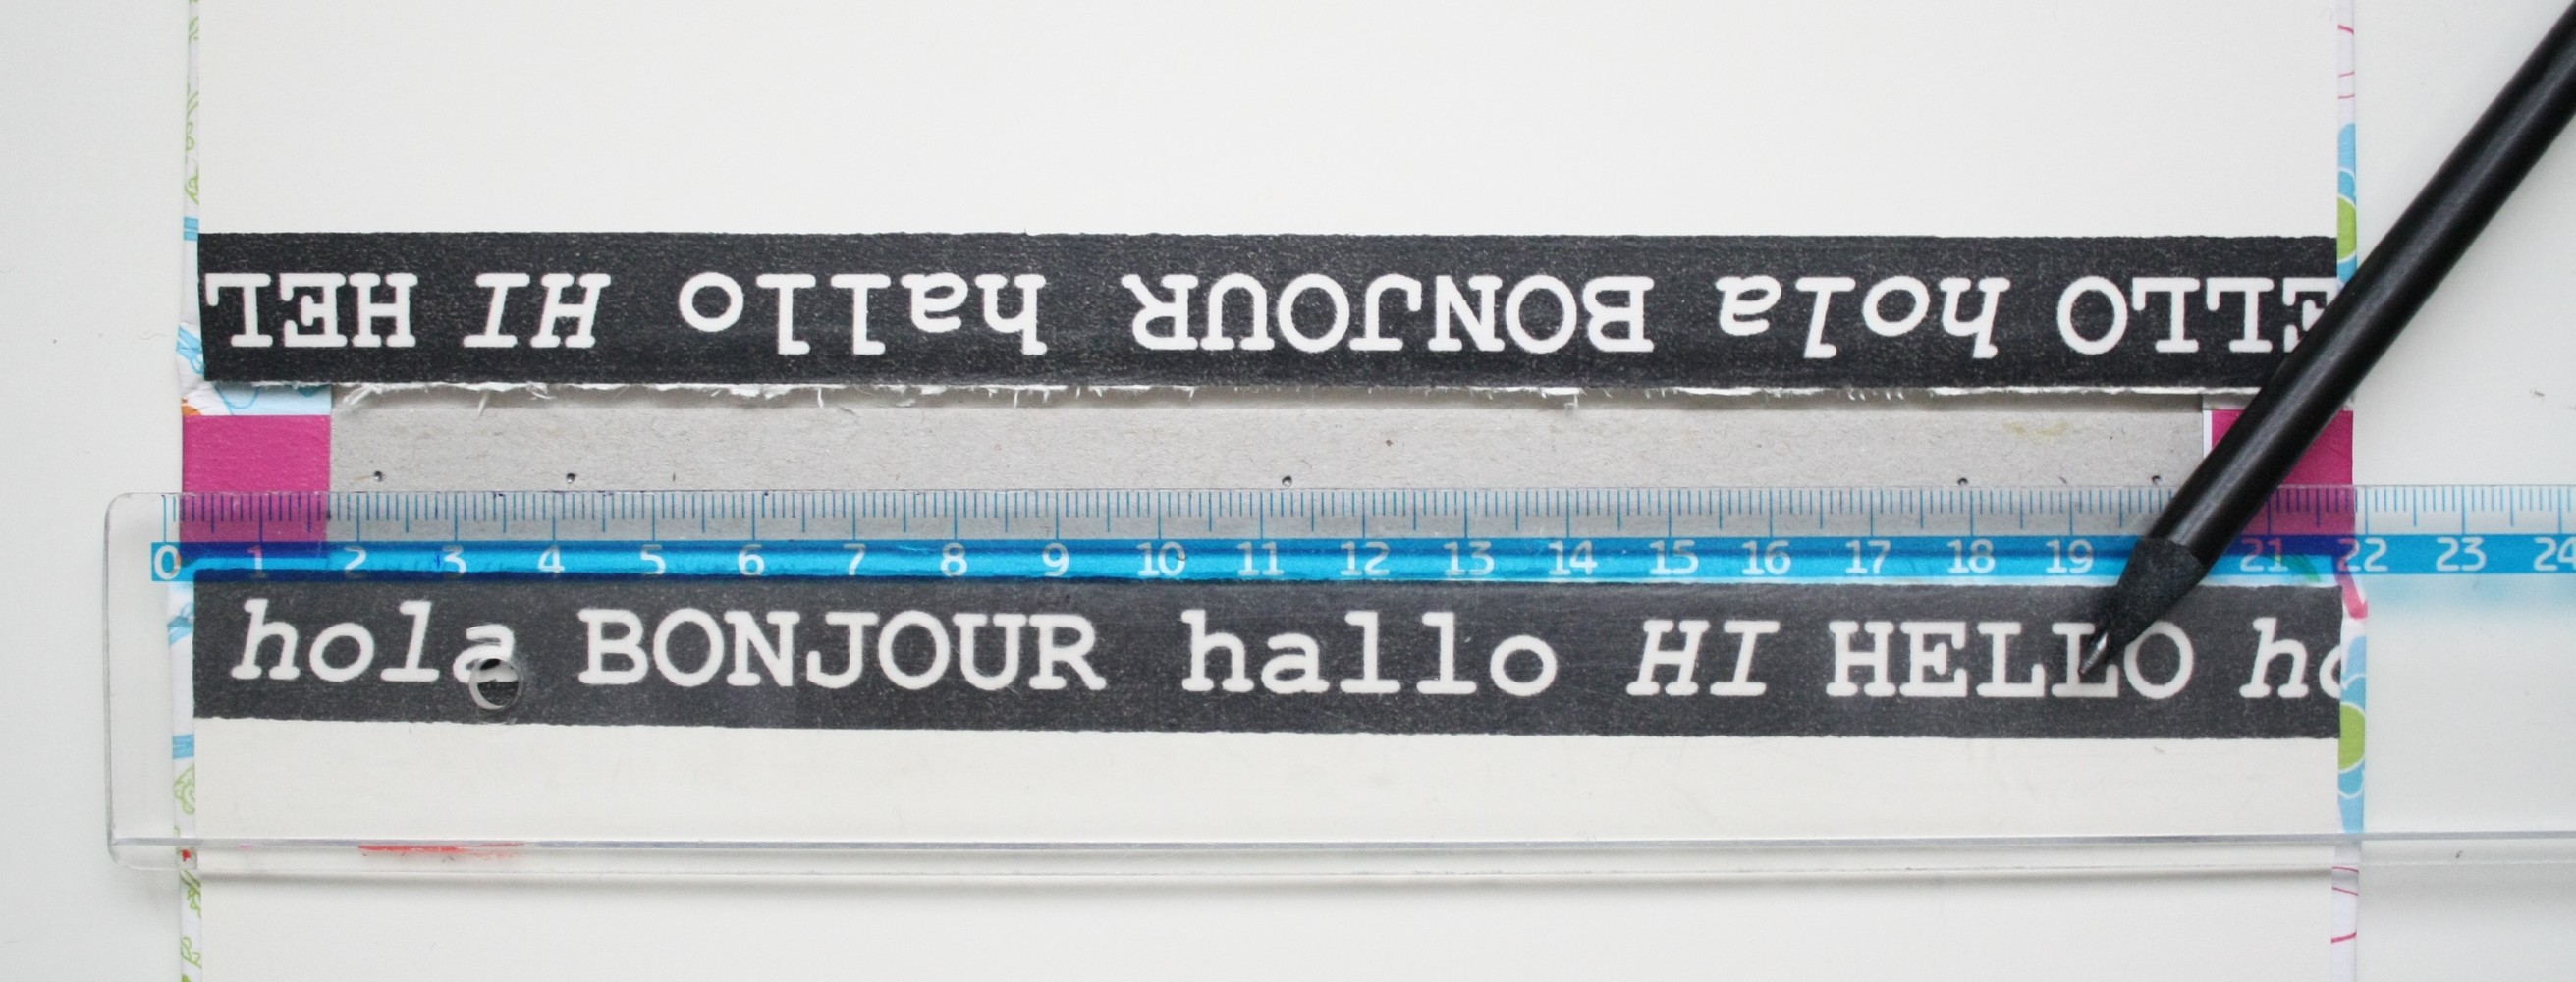 ELLO hola BONJOUR hallo HI HEL
0 1 2 3 4 5 6 7 8 9 10 11 12 13 14 15 16 17 18 19 21 22 23 24
hola BONJOUR hallo HI HELLO ho